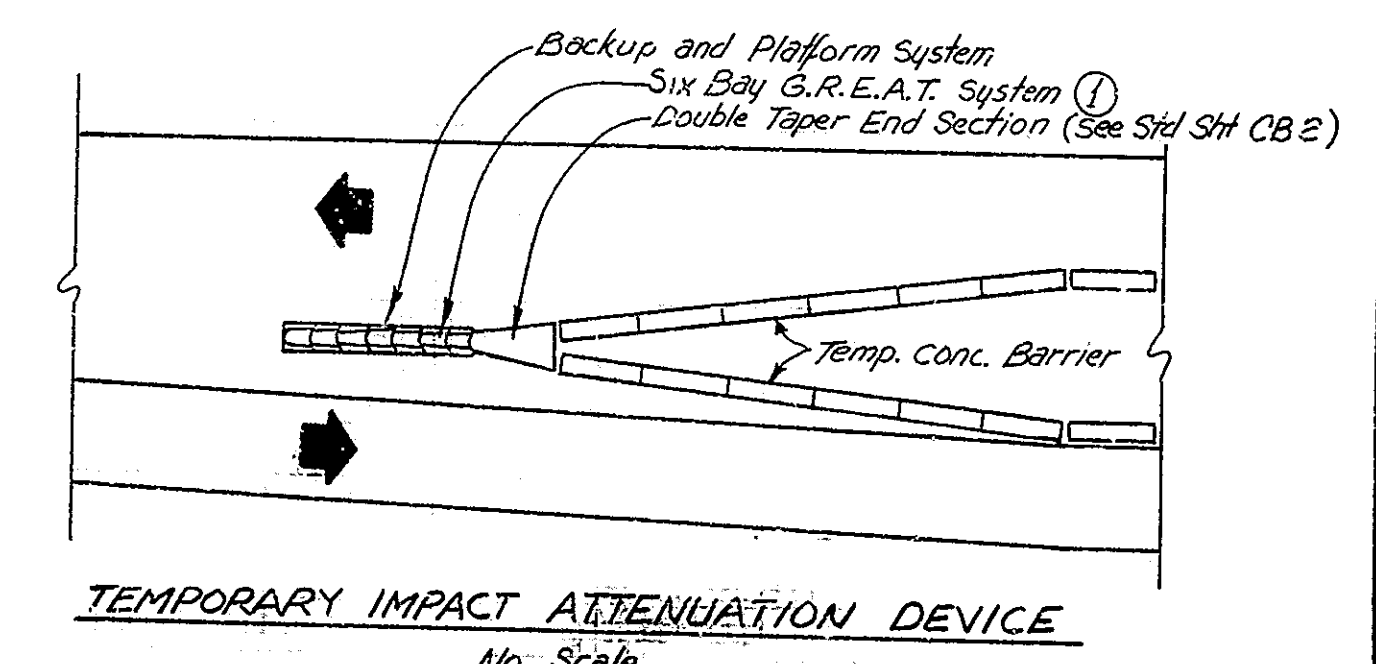 Backup and Platform System
Six Bay G.R.E.A.T. System ①
Double Taper End Section (See Std Sht CB2)
Temp. Conc. Barrier
TEMPORARY IMPACT ATTENUATION DEVICE
No Scale